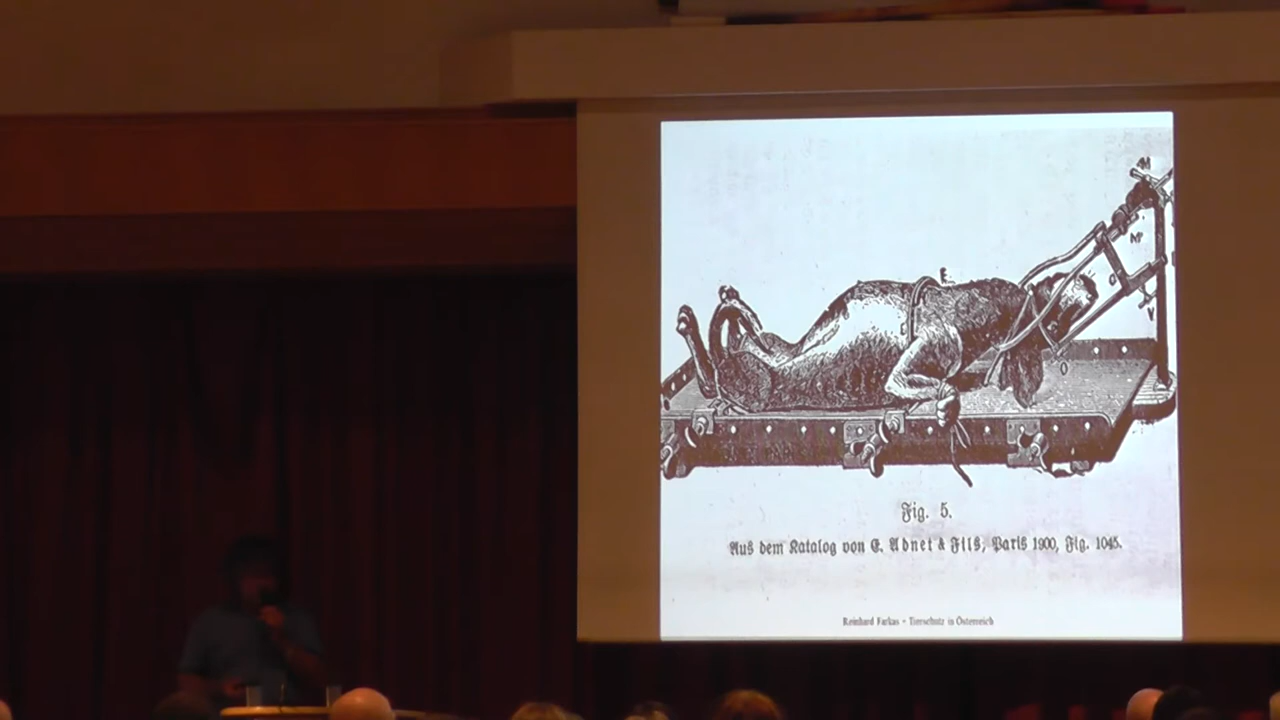 M
E
M'
O
V
O
Fig. 5.
Aus dem Katalog von E. Adnet & Fils, Paris 1900, Fig. 1045.
Reinhard Farkas - Tierschutz in Österreich